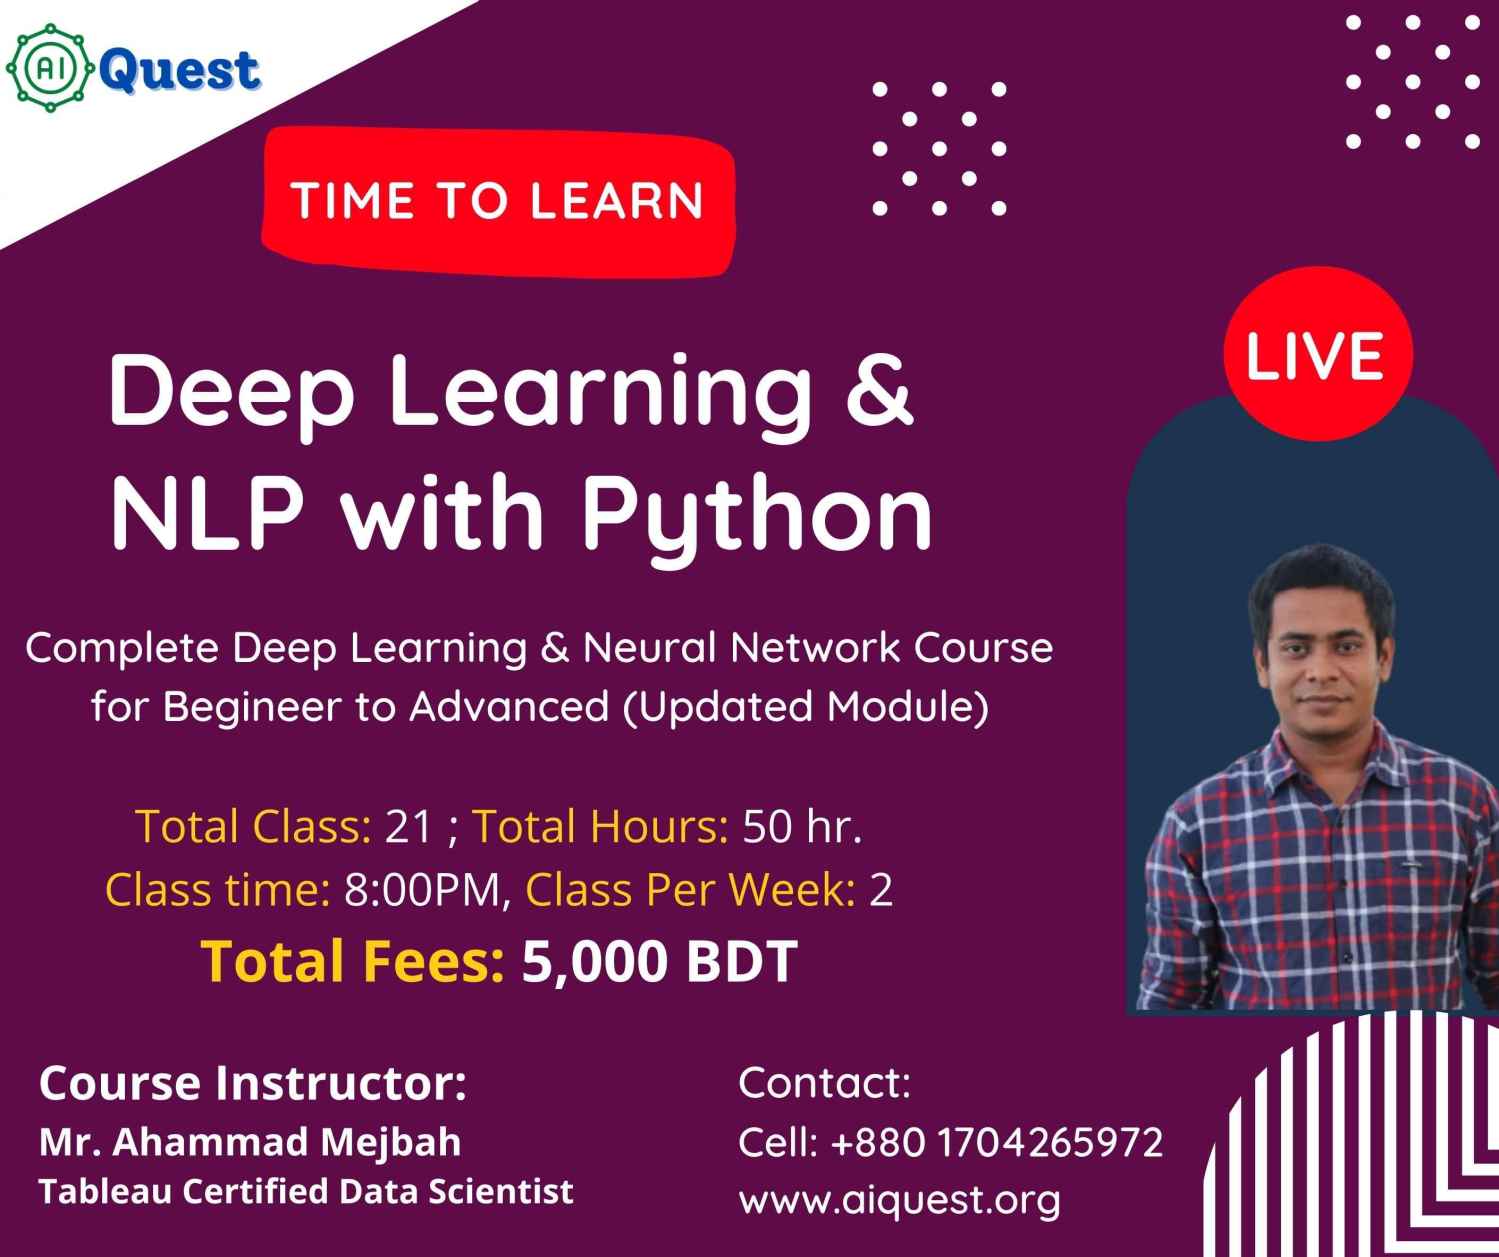 AI Quest
TIME TO LEARN
LIVE
Deep Learning &
NLP with Python
Complete Deep Learning & Neural Network Course
for Begineer to Advanced (Updated Module)
Total Class: 21 ; Total Hours: 50 hr.
Class time: 8:00PM, Class Per Week: 2
Total Fees: 5,000 BDT
Course Instructor:
Mr. Ahammad Mejbah
Tableau Certified Data Scientist
Contact:
Cell: +880 1704265972
www.aiquest.org